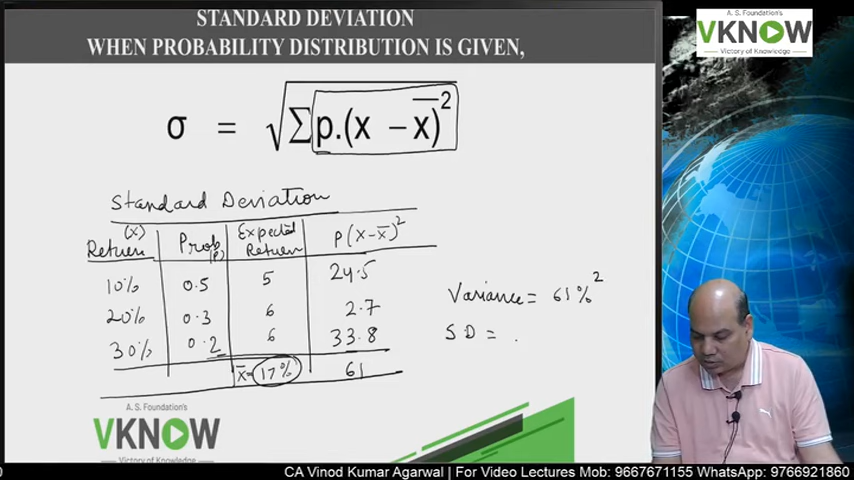 STANDARD DEVIATION
WHEN PROBABILITY DISTRIBUTION IS GIVEN,
A. S. Foundation's
VKNOW
Victory of Knowledge
σ = √∑p.(x − x̄)²
Standard Deviation
Return (X) Prob (P) Expected Return P(X−x̄)²
10% 0.5 5 24.5
20% 0.3 6 2.7
30% 0.2 6 33.8
x̄=17% 61
Variance = 61%²
SD = .
A. S. Foundation's
VKNOW
Victory of Knowledge
CA Vinod Kumar Agarwal | For Video Lectures Mob: 9667671155 WhatsApp: 9766921860